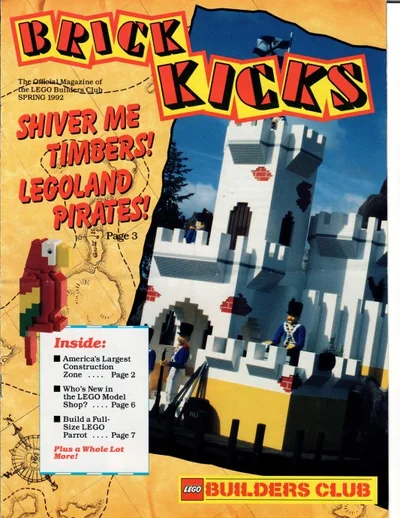 BRICK
KICKS
The Official Magazine of
the LEGO Builders Club
SPRING 1992
SHIVER ME
TIMBERS!
LEGOLAND
PIRATES!
Page 3
Inside:
■ America's Largest
Construction
Zone .... Page 2
■ Who's New in
the LEGO Model
Shop? .... Page 6
■ Build a Full-
Size LEGO
Parrot .... Page 7
Plus a Whole Lot
More!
LEGO BUILDERS CLUB